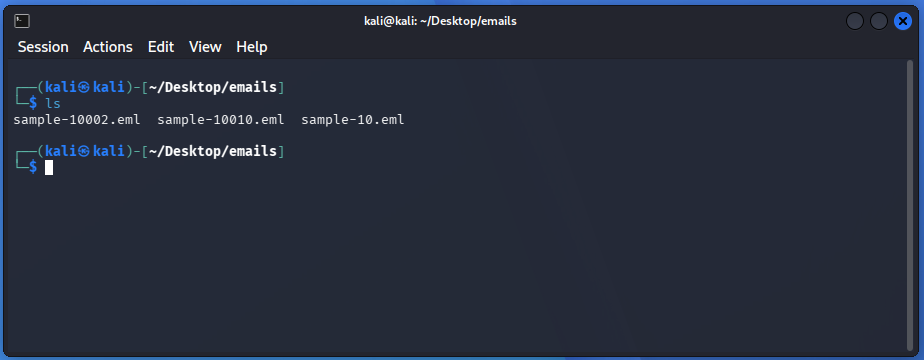 kali@kali: ~/Desktop/emails
Session Actions Edit View Help
┌──(kali㉿kali)-[~/Desktop/emails]
└─$ ls
sample-10002.eml  sample-10010.eml  sample-10.eml
┌──(kali㉿kali)-[~/Desktop/emails]
└─$